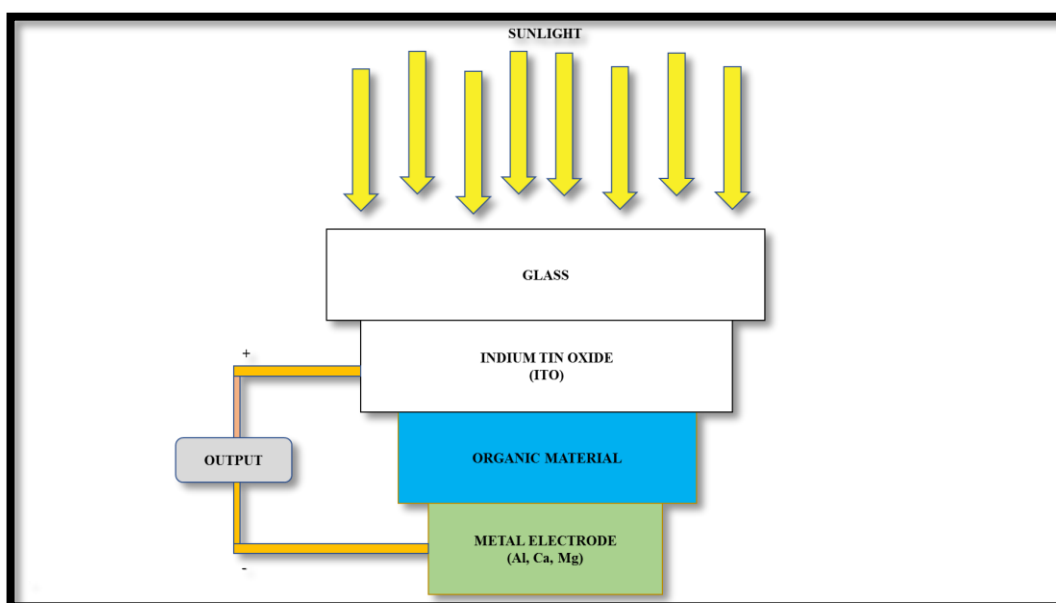 SUNLIGHT
GLASS
INDIUM TIN OXIDE
(ITO)
+
OUTPUT
ORGANIC MATERIAL
METAL ELECTRODE
(Al, Ca, Mg)
-